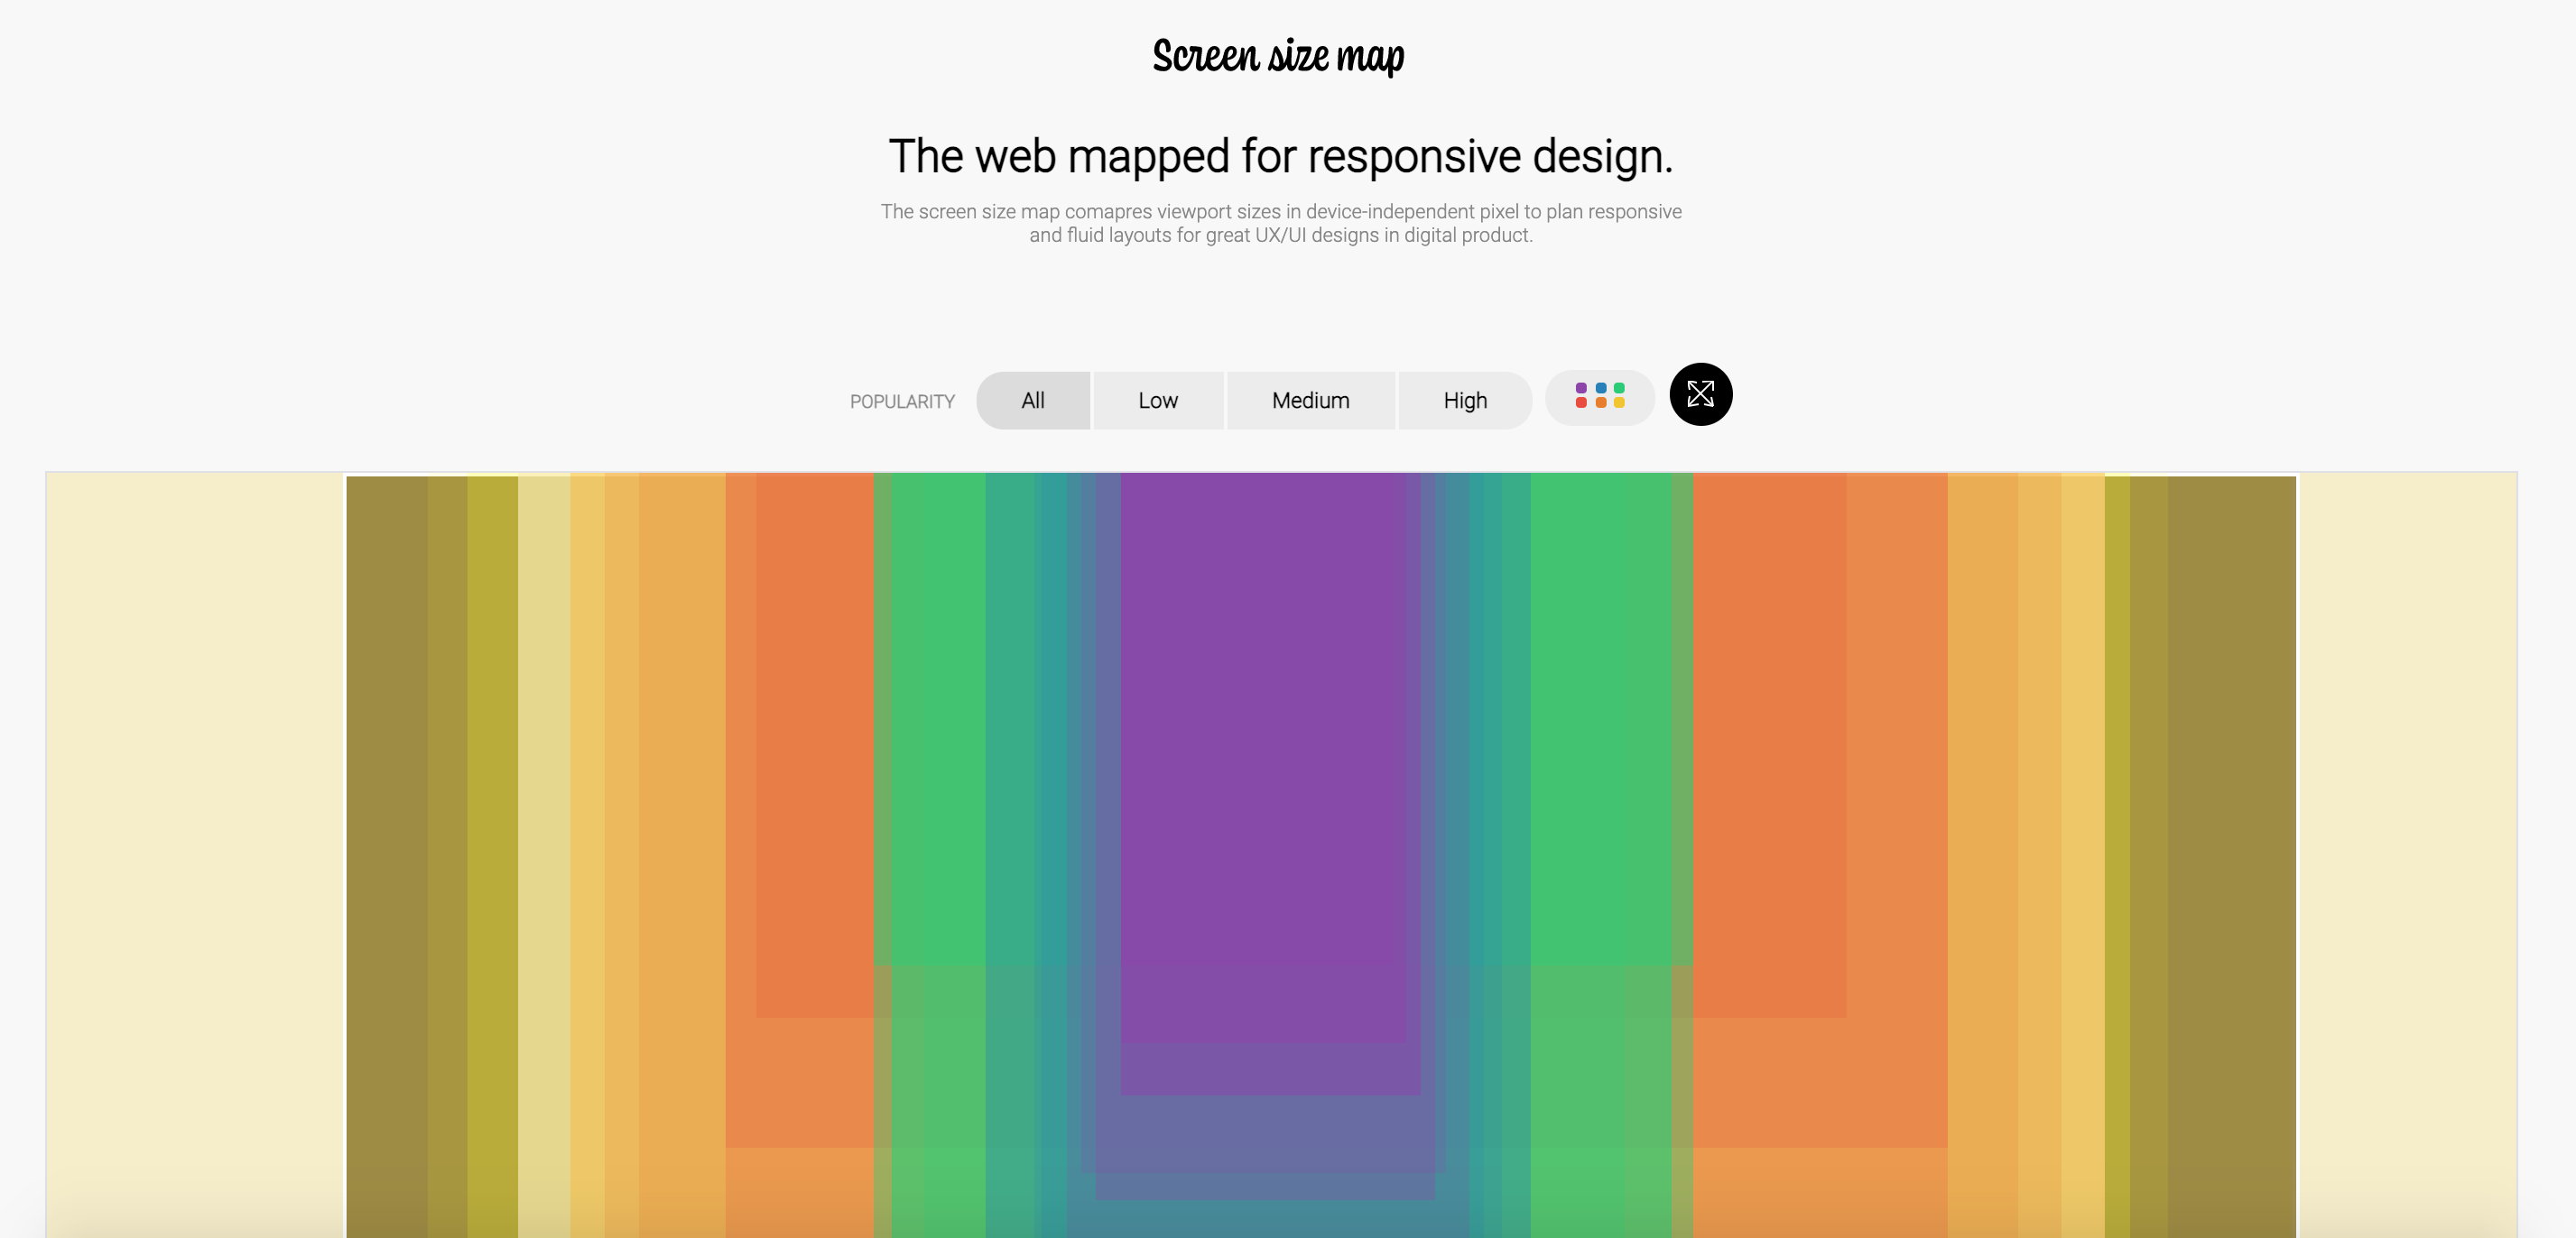 Screen size map
The web mapped for responsive design.
The screen size map comapres viewport sizes in device-independent pixel to plan responsive
and fluid layouts for great UX/UI designs in digital product.
POPULARITY All Low Medium High